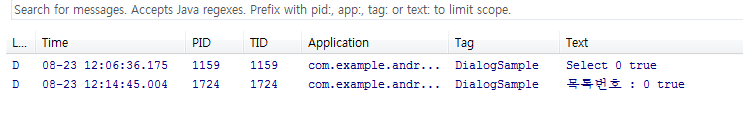 Search for messages. Accepts Java regexes. Prefix with pid:, app:, tag: or text: to limit scope.
L... Time PID TID Application Tag Text
D 08-23 12:06:36.175 1159 1159 com.example.andr... DialogSample Select 0 true
D 08-23 12:14:45.004 1724 1724 com.example.andr... DialogSample 목록번호 : 0 true